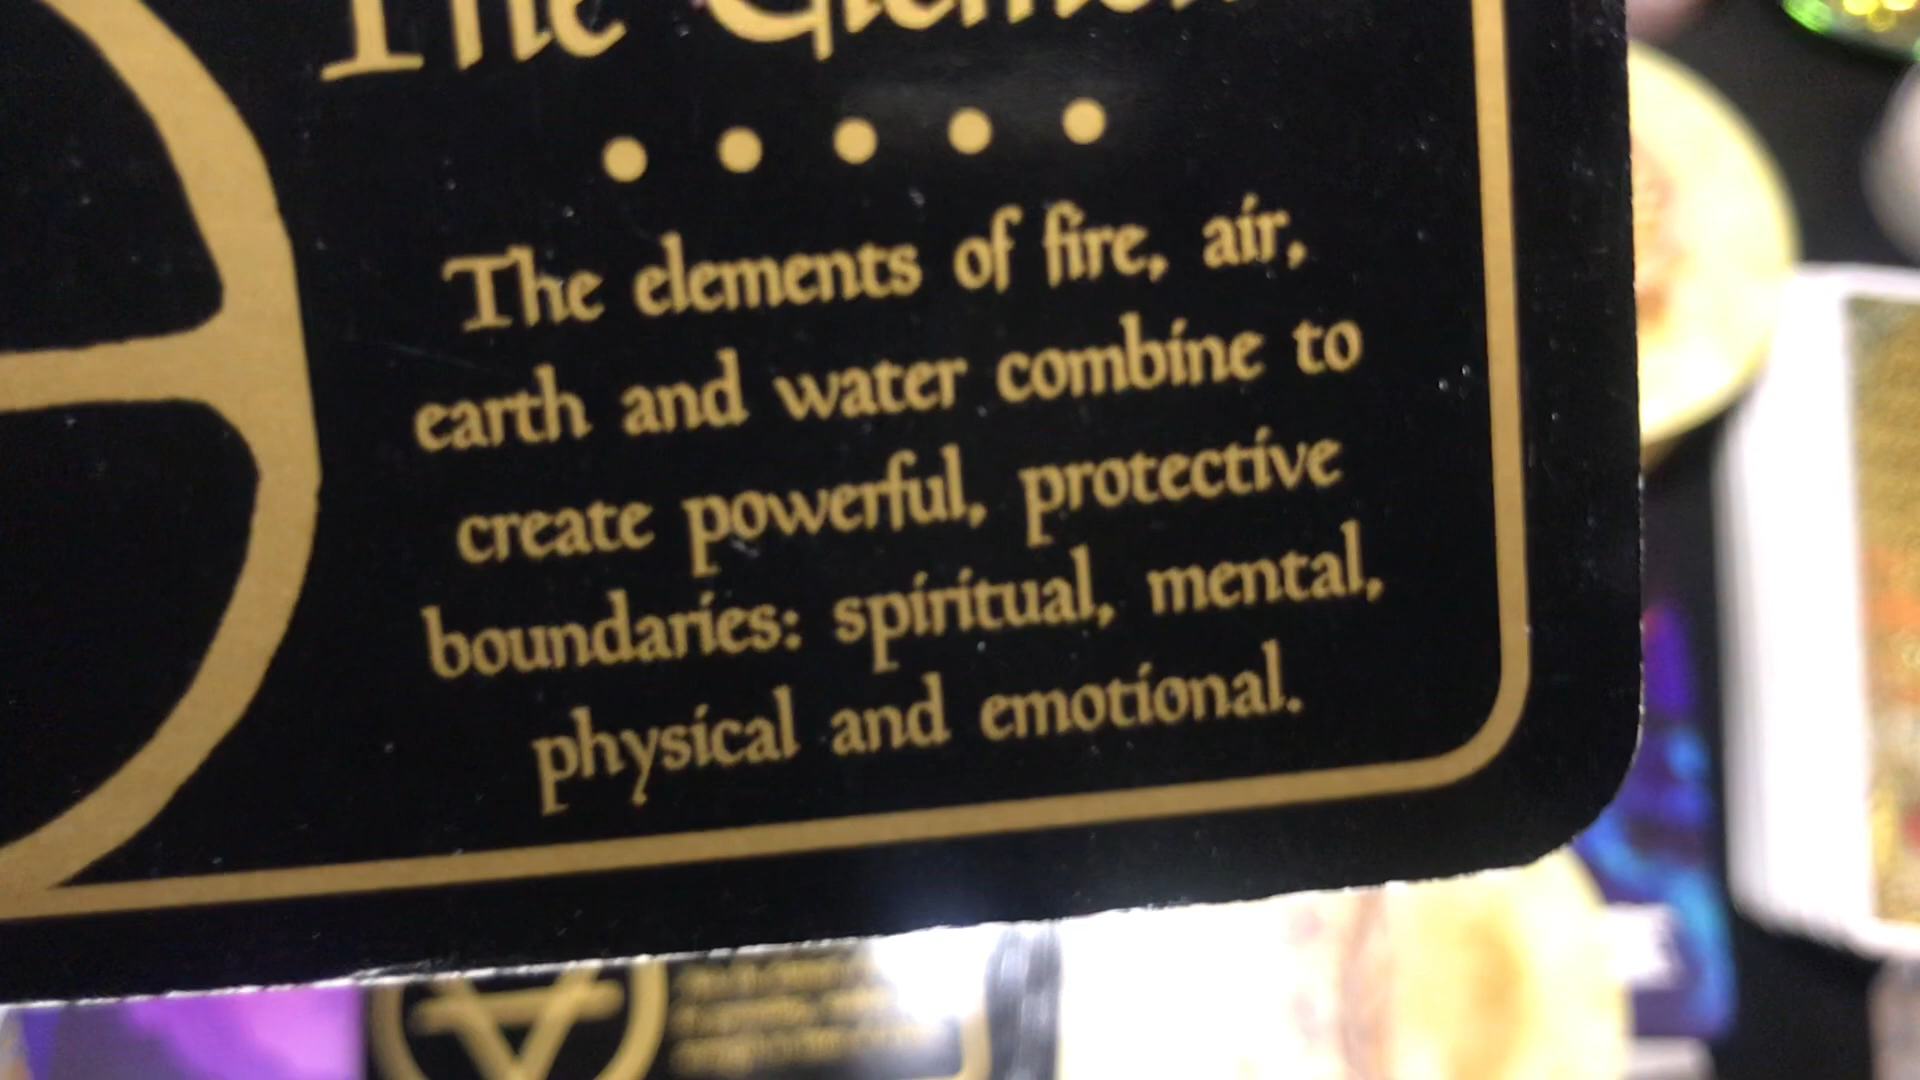 The
The elements of fire, air,
earth and water combine to
create powerful, protective
boundaries: spiritual, mental,
physical and emotional.